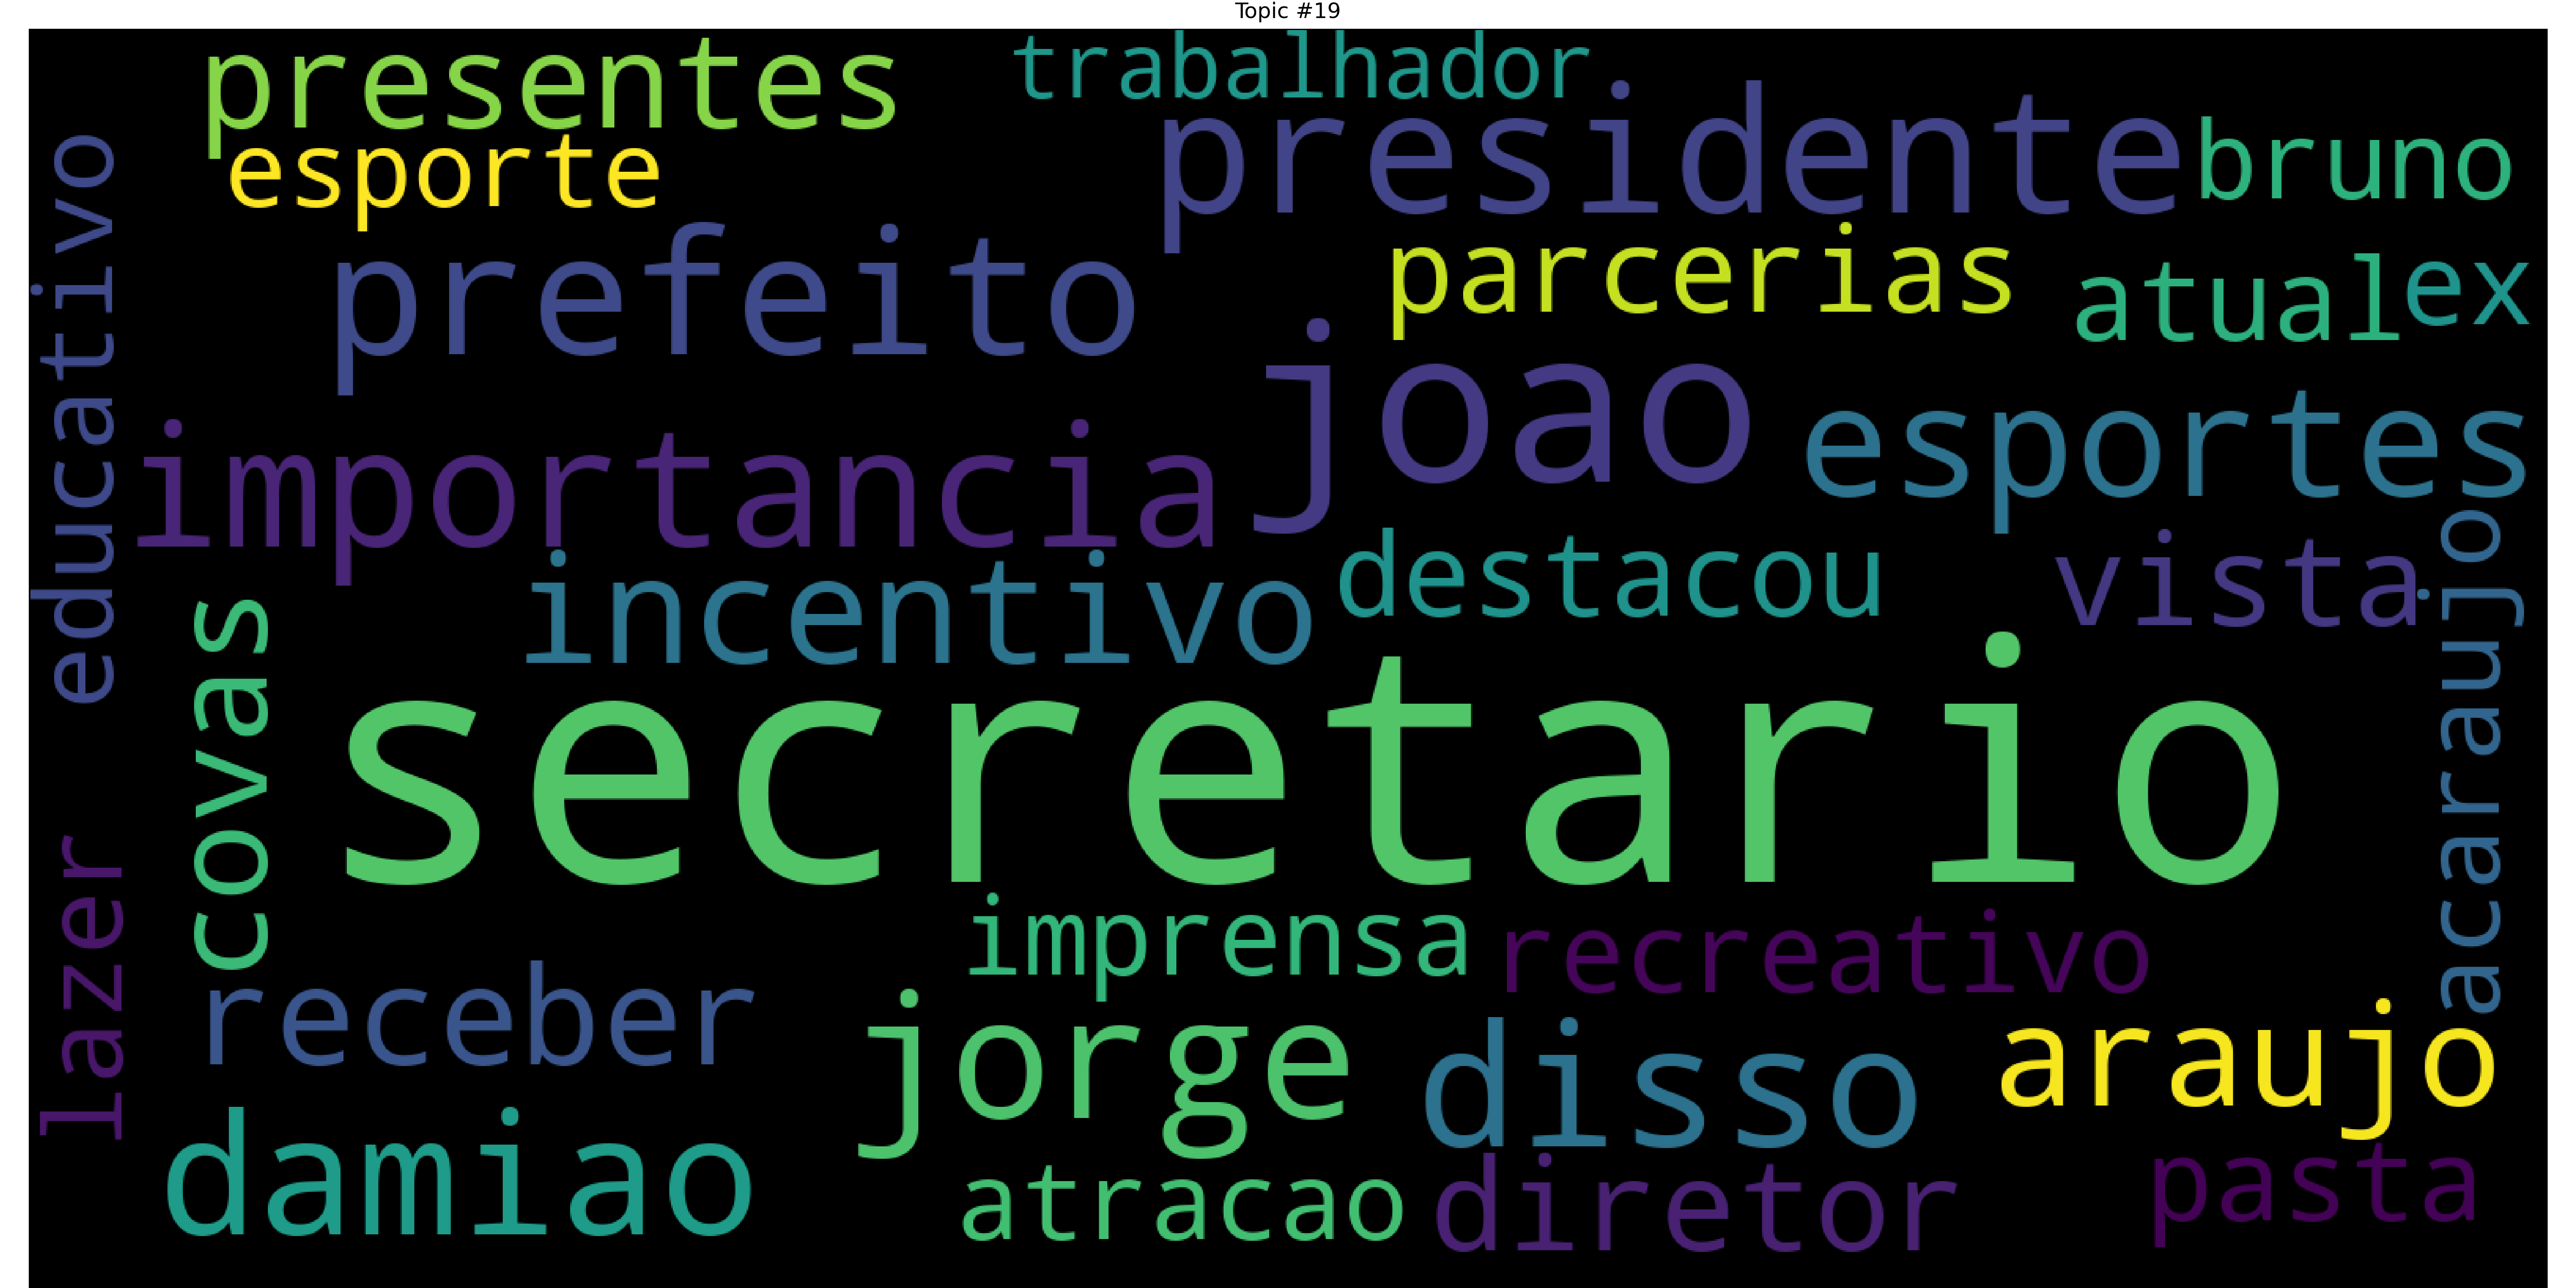 Topic #19
presentes
trabalhador
esporte
presidente
bruno
educativo
prefeito
parcerias
atual
ex
joao
importancia
esportes
incentivo
destacou
vista
acaraujo
covas
secretario
lazer
imprensa
recreativo
receber
jorge
disso
araujo
damiao
atracao
diretor
pasta